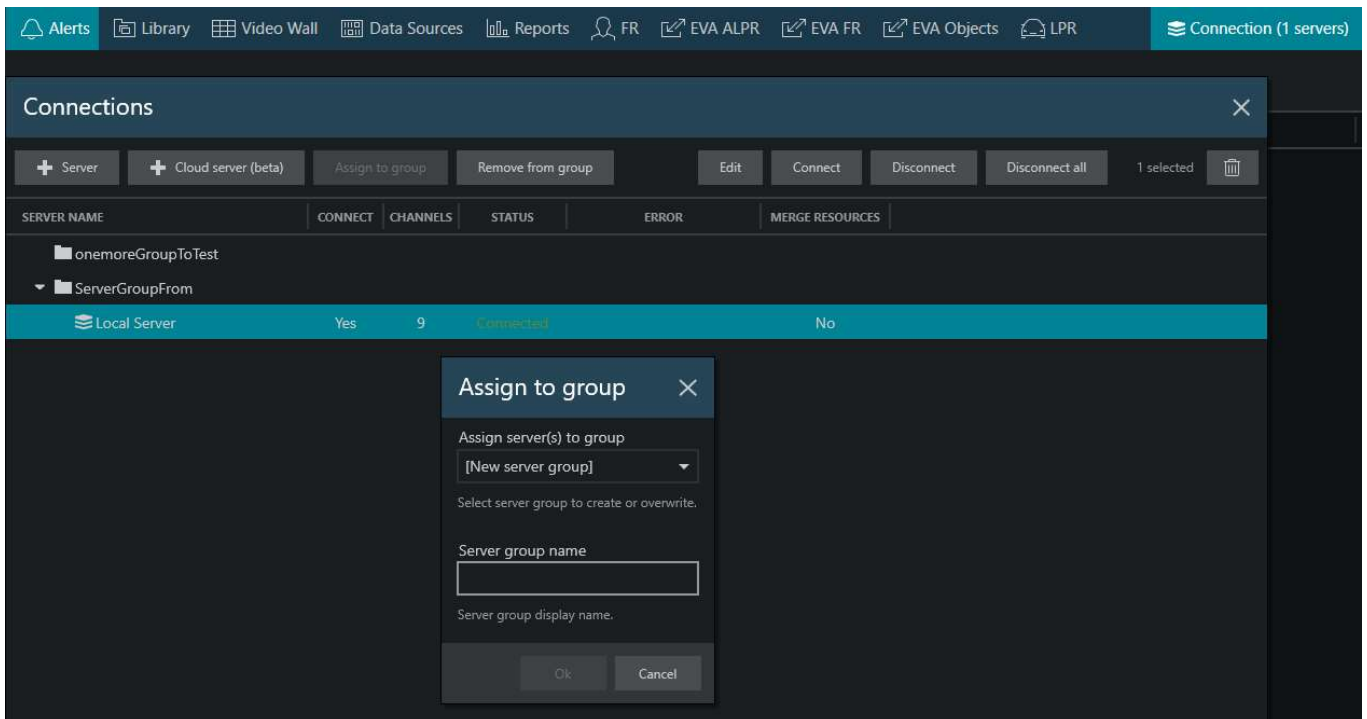 Alerts Library Video Wall Data Sources Reports FR EVA ALPR EVA FR EVA Objects LPR Connection (1 servers)
Connections
Server Cloud server (beta) Assign to group Remove from group Edit Connect Disconnect Disconnect all 1 selected
SERVER NAME CONNECT CHANNELS STATUS ERROR MERGE RESOURCES
onemoreGroupToTest
ServerGroupFrom
Local Server Yes 9 Connected No
Assign to group
Assign server(s) to group
[New server group]
Select server group to create or overwrite.
Server group name
Server group display name.
Ok Cancel